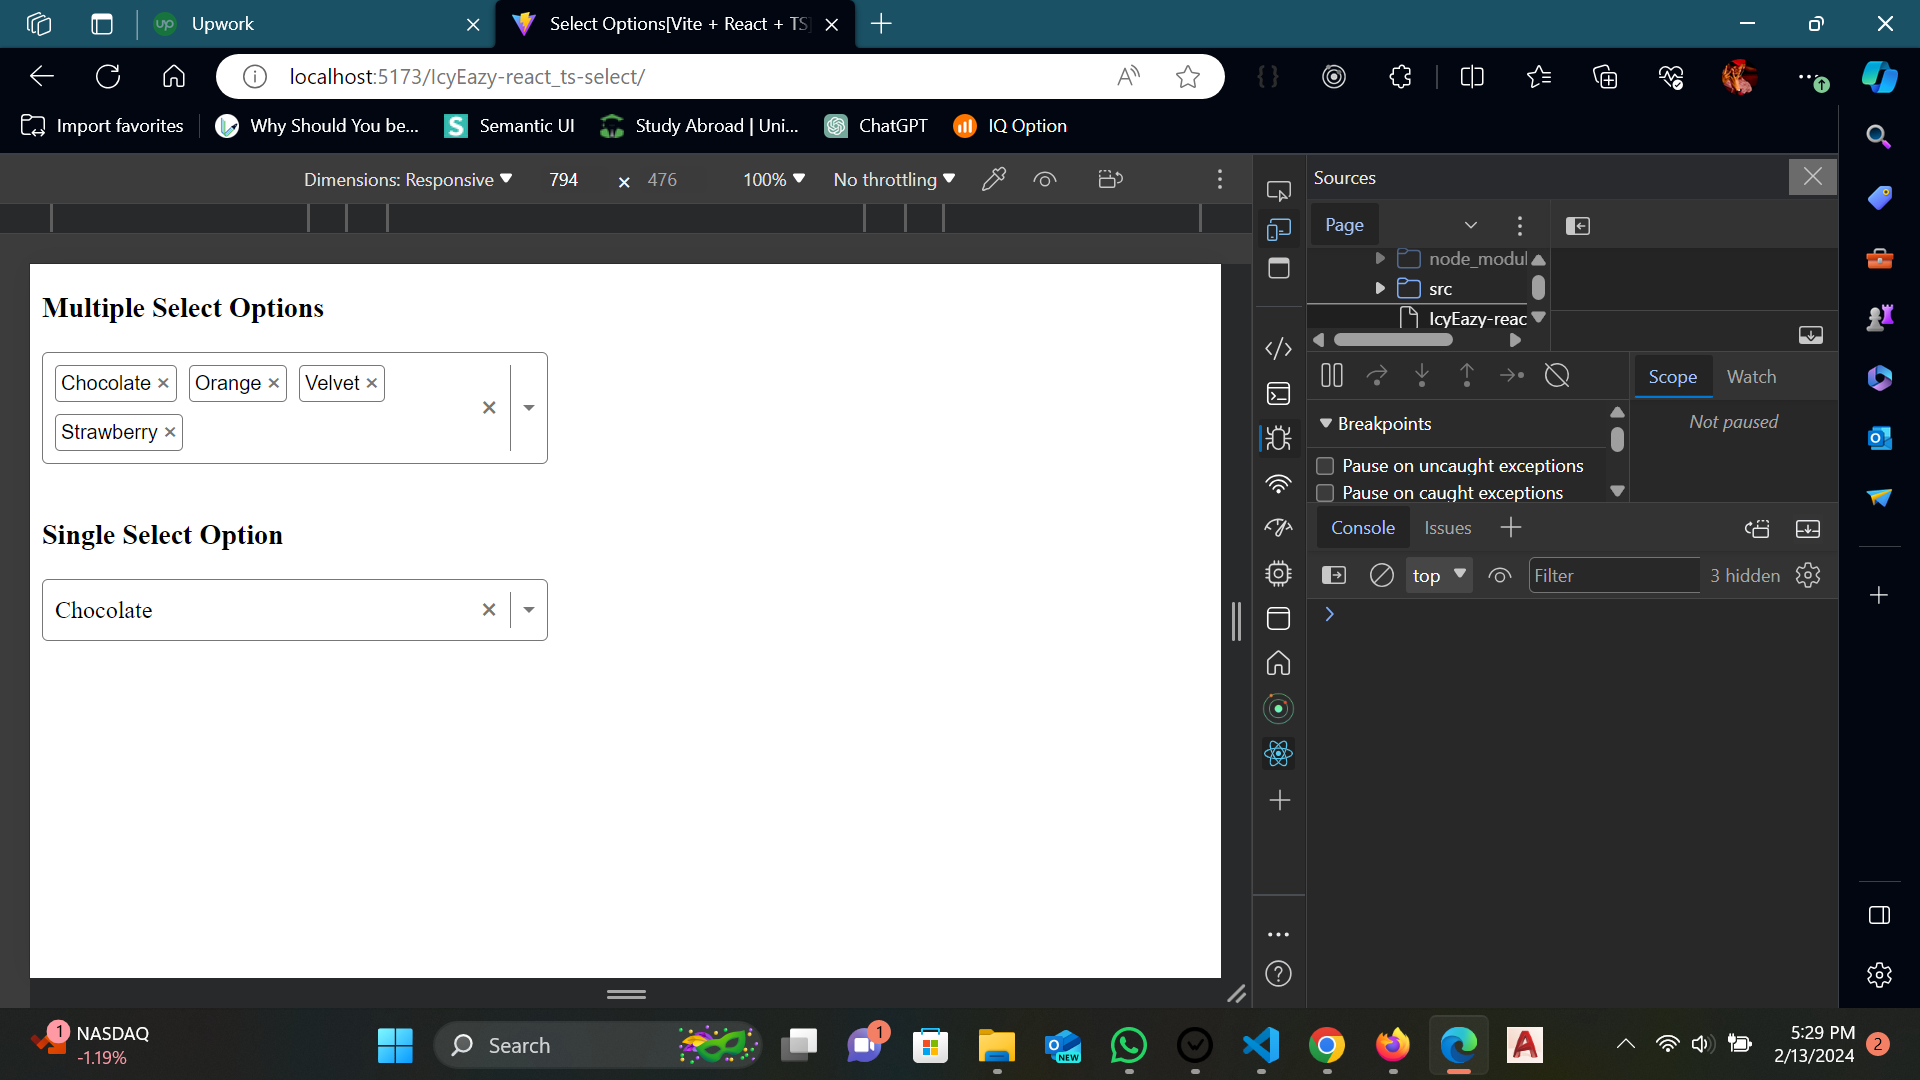 Upwork
Select Options[Vite + React + TS]
localhost:5173/IcyEazy-react_ts-select/
Import favorites
Why Should You be...
Semantic UI
Study Abroad | Uni...
ChatGPT
IQ Option
Dimensions: Responsive
794
×
476
100%
No throttling
Sources
Page
node_modul
src
IcyEazy-reac
Multiple Select Options
Chocolate ×
Orange ×
Velvet ×
Strawberry ×
Single Select Option
Chocolate
Scope
Watch
Not paused
Breakpoints
Pause on uncaught exceptions
Pause on caught exceptions
Console
Issues
top
Filter
3 hidden
1
NASDAQ
-1.19%
Search
1
NEW
5:29 PM
2/13/2024
2